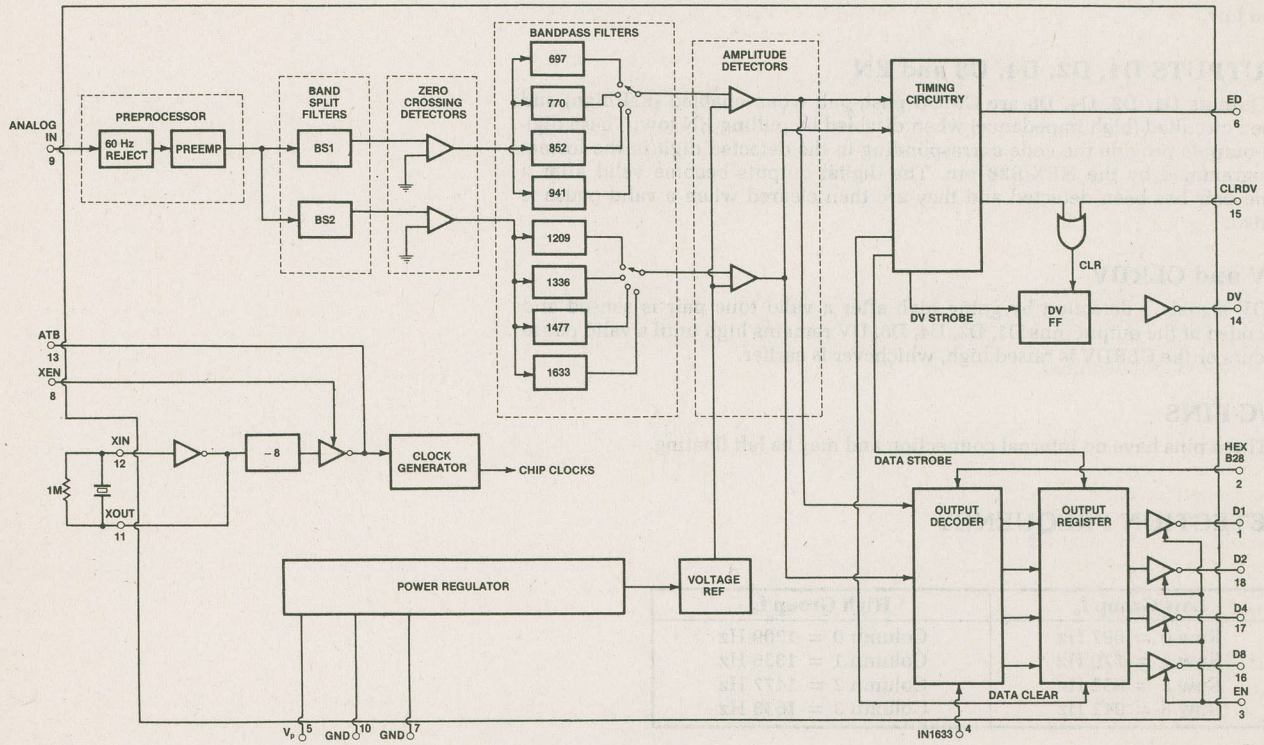 BANDPASS FILTERS
697
770
852
941
1209
1336
1477
1633
AMPLITUDE
DETECTORS
TIMING
CIRCUITRY
ED
6
ZERO
CROSSING
DETECTORS
BAND
SPLIT
FILTERS
BS1
BS2
PREPROCESSOR
60 Hz
REJECT
PREEMP
ANALOG
IN
9
CLRDV
15
CLR
DV STROBE
DV
FF
DV
14
ATB
13
XEN
8
XIN
12
1M
XOUT
11
-8
CLOCK
GENERATOR
CHIP CLOCKS
DATA STROBE
HEX
B28
2
OUTPUT
DECODER
OUTPUT
REGISTER
D1
1
D2
18
D4
17
D8
16
EN
3
POWER REGULATOR
VOLTAGE
REF
DATA CLEAR
Vp 5
GND 10
GND 7
IN1633 4